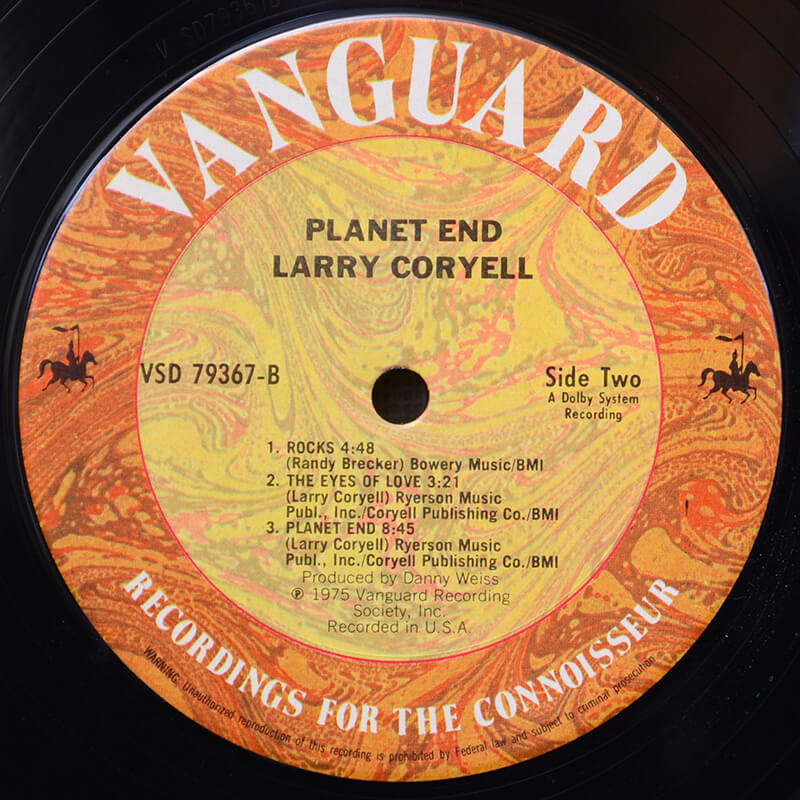 VANGUARD
PLANET END
LARRY CORYELL
VSD 79367-B
Side Two
A Dolby System
Recording
1. ROCKS 4:48
(Randy Brecker) Bowery Music/BMI
2. THE EYES OF LOVE 3:21
(Larry Coryell) Ryerson Music
Publ., Inc./Coryell Publishing Co./BMI
3. PLANET END 8:45
(Larry Coryell) Ryerson Music
Publ., Inc./Coryell Publishing Co./BMI
Produced by Danny Weiss
℗ 1975 Vanguard Recording
Society, Inc.
Recorded in U.S.A.
RECORDINGS FOR THE CONNOISSEUR
WARNING: Unauthorized reproduction of this recording is prohibited by Federal law and subject to criminal prosecution